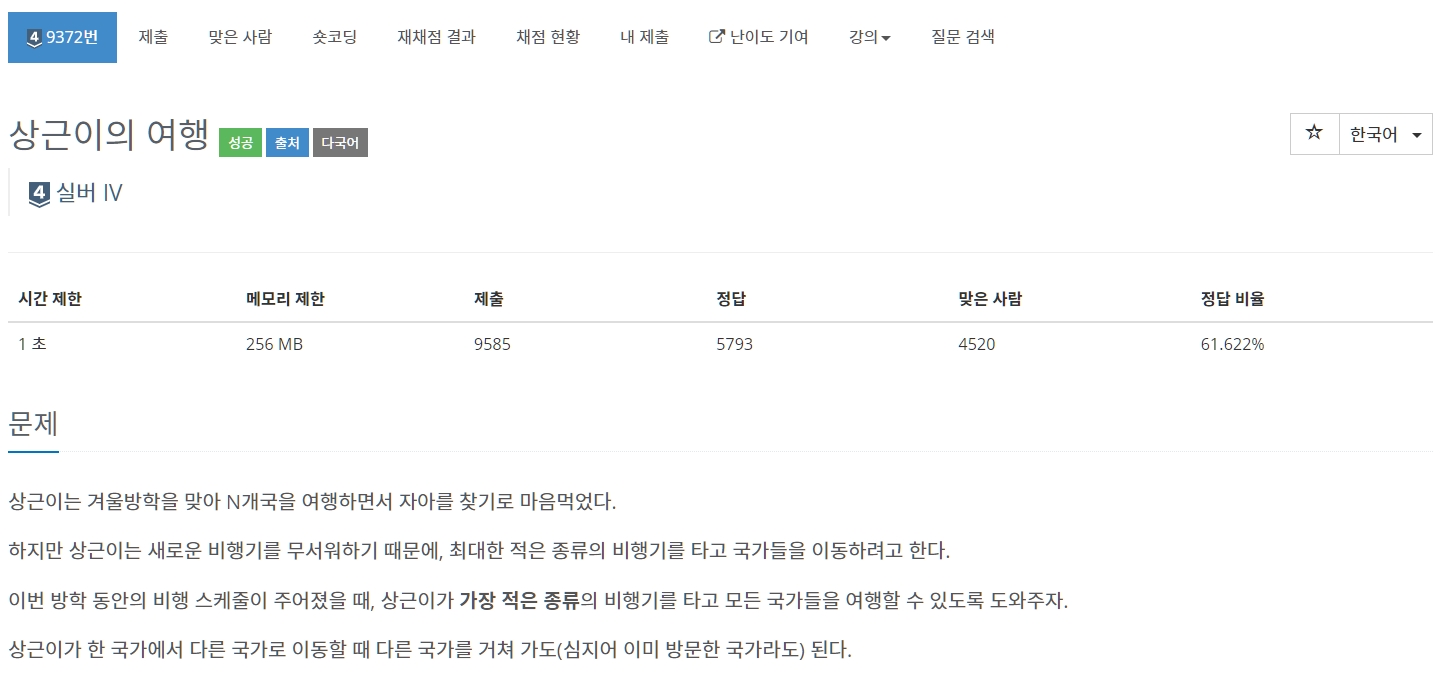 4 9372번 제출 맞은 사람 숏코딩 재채점 결과 채점 현황 내 제출 난이도 기여 강의 질문 검색
상근이의 여행 성공 출처 다국어 한국어
4 실버 IV
시간 제한 메모리 제한 제출 정답 맞은 사람 정답 비율
1 초 256 MB 9585 5793 4520 61.622%
문제
상근이는 겨울방학을 맞아 N개국을 여행하면서 자아를 찾기로 마음먹었다.
하지만 상근이는 새로운 비행기를 무서워하기 때문에, 최대한 적은 종류의 비행기를 타고 국가들을 이동하려고 한다.
이번 방학 동안의 비행 스케줄이 주어졌을 때, 상근이가 가장 적은 종류의 비행기를 타고 모든 국가들을 여행할 수 있도록 도와주자.
상근이가 한 국가에서 다른 국가로 이동할 때 다른 국가를 거쳐 가도(심지어 이미 방문한 국가라도) 된다.